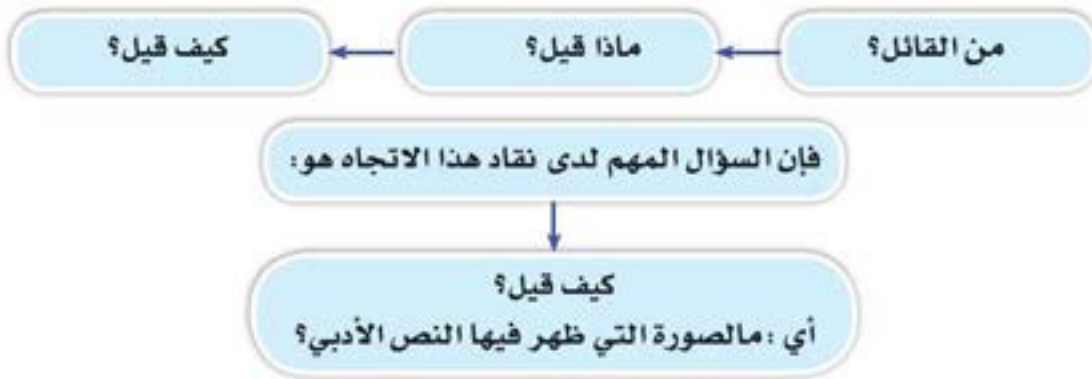 من القائل؟
ماذا قيل؟
كيف قيل؟
فإن السؤال المهم لدى نقاد هذا الاتجاه هو:
كيف قيل؟
أي : مالصورة التي ظهر فيها النص الأدبي؟